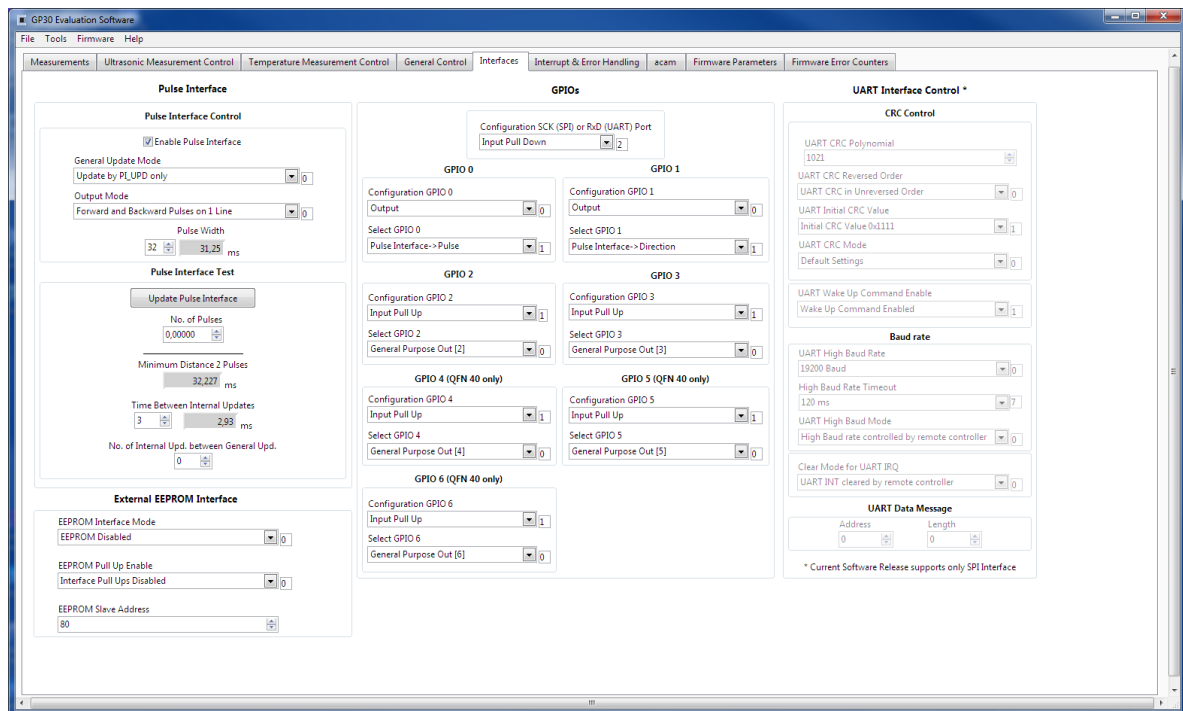 GP30 Evaluation Software
File Tools Firmware Help
Measurements Ultrasonic Measurement Control Temperature Measurement Control General Control Interfaces Interrupt & Error Handling acam Firmware Parameters Firmware Error Counters
Pulse Interface
Pulse Interface Control
Enable Pulse Interface
General Update Mode
Update by PI_UPD only 0
Output Mode
Forward and Backward Pulses on 1 Line 0
Pulse Width
32 31,25 ms
Pulse Interface Test
Update Pulse Interface
No. of Pulses
0,00000
Minimum Distance 2 Pulses
32,227 ms
Time Between Internal Updates
3 2,93 ms
No. of Internal Upd. between General Upd.
0
External EEPROM Interface
EEPROM Interface Mode
EEPROM Disabled 0
EEPROM Pull Up Enable
Interface Pull Ups Disabled 0
EEPROM Slave Address
80
GPIOs
Configuration SCK (SPI) or RxD (UART) Port
Input Pull Down 2
GPIO 0
Configuration GPIO 0
Output 0
Select GPIO 0
Pulse Interface->Pulse 1
GPIO 1
Configuration GPIO 1
Output 0
Select GPIO 1
Pulse Interface->Direction 1
GPIO 2
Configuration GPIO 2
Input Pull Up 1
Select GPIO 2
General Purpose Out [2] 0
GPIO 3
Configuration GPIO 3
Input Pull Up 1
Select GPIO 3
General Purpose Out [3] 0
GPIO 4 (QFN 40 only)
Configuration GPIO 4
Input Pull Up 1
Select GPIO 4
General Purpose Out [4] 0
GPIO 5 (QFN 40 only)
Configuration GPIO 5
Input Pull Up 1
Select GPIO 5
General Purpose Out [5] 0
GPIO 6 (QFN 40 only)
Configuration GPIO 6
Input Pull Up 1
Select GPIO 6
General Purpose Out [6] 0
UART Interface Control *
CRC Control
UART CRC Polynomial
1021
UART CRC Reversed Order
UART CRC in Unreversed Order 0
UART Initial CRC Value
Initial CRC Value 0x1111 1
UART CRC Mode
Default Settings 0
UART Wake Up Command Enable
Wake Up Command Enabled 1
Baud rate
UART High Baud Rate
19200 Baud 0
High Baud Rate Timeout
120 ms 7
UART High Baud Mode
High Baud rate controlled by remote controller 0
Clear Mode for UART IRQ
UART INT cleared by remote controller 0
UART Data Message
Address Length
0 0
* Current Software Release supports only SPI Interface